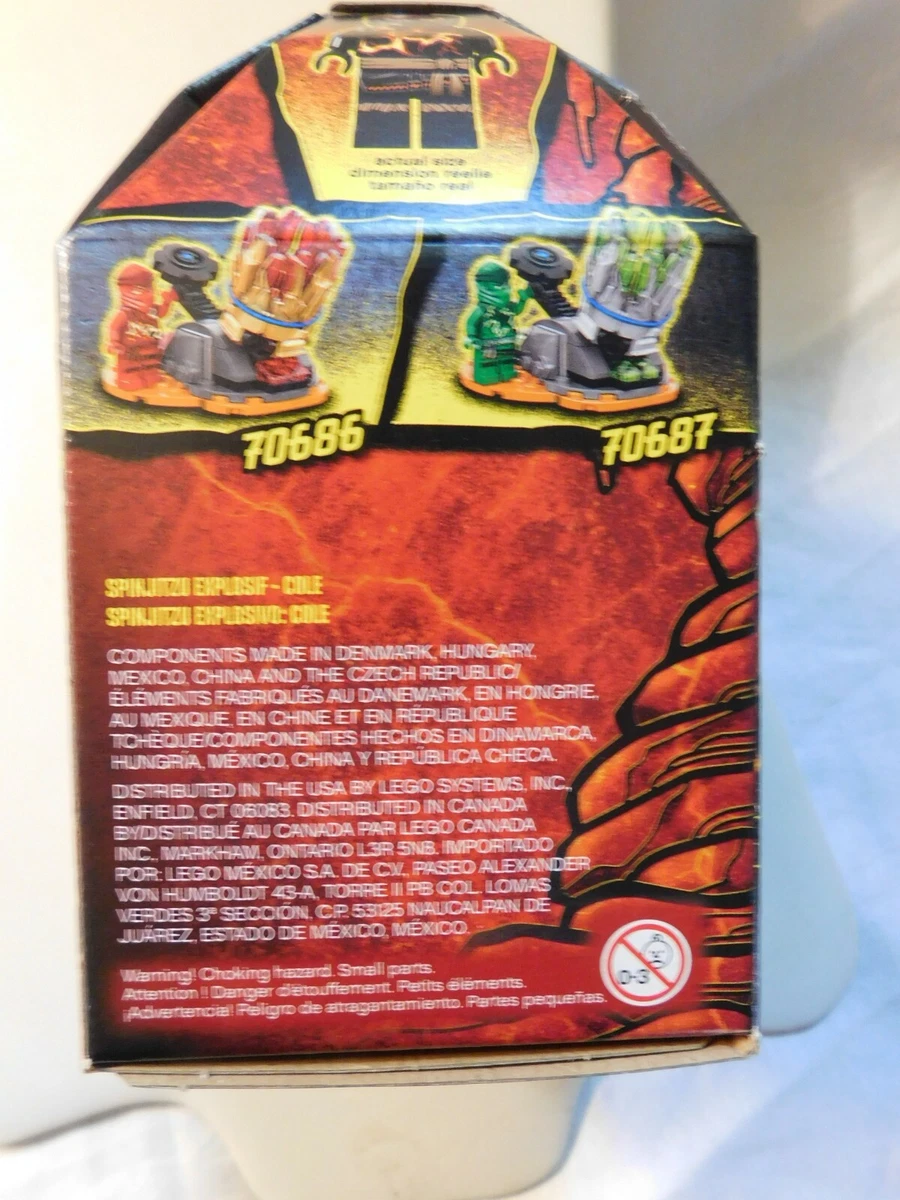 actual size
dimension réelle
tamaño real
70686
70687
SPINJITZU EXPLOSIF - COLE
SPINJITZU EXPLOSIVO: COLE
COMPONENTS MADE IN DENMARK, HUNGARY,
MEXICO, CHINA AND THE CZECH REPUBLIC/
ÉLÉMENTS FABRIQUÉS AU DANEMARK, EN HONGRIE,
AU MEXIQUE, EN CHINE ET EN RÉPUBLIQUE
TCHÈQUE/COMPONENTES HECHOS EN DINAMARCA,
HUNGRÍA, MÉXICO, CHINA Y REPÚBLICA CHECA.
DISTRIBUTED IN THE USA BY LEGO SYSTEMS, INC.,
ENFIELD, CT 06083. DISTRIBUTED IN CANADA
BY/DISTRIBUÉ AU CANADA PAR LEGO CANADA
INC., MARKHAM, ONTARIO L3R 5N8. IMPORTADO
POR: LEGO MÉXICO S.A. DE C.V., PASEO ALEXANDER
VON HUMBOLDT 43-A, TORRE II PB COL. LOMAS
VERDES 3ª SECCIÓN, C.P. 53125 NAUCALPAN DE
JUÁREZ, ESTADO DE MÉXICO, MÉXICO.
Warning! Choking hazard. Small parts.
Attention ! Danger d'étouffement. Petits éléments.
¡Advertencia! Peligro de atragantamiento. Partes pequeñas.
0-3